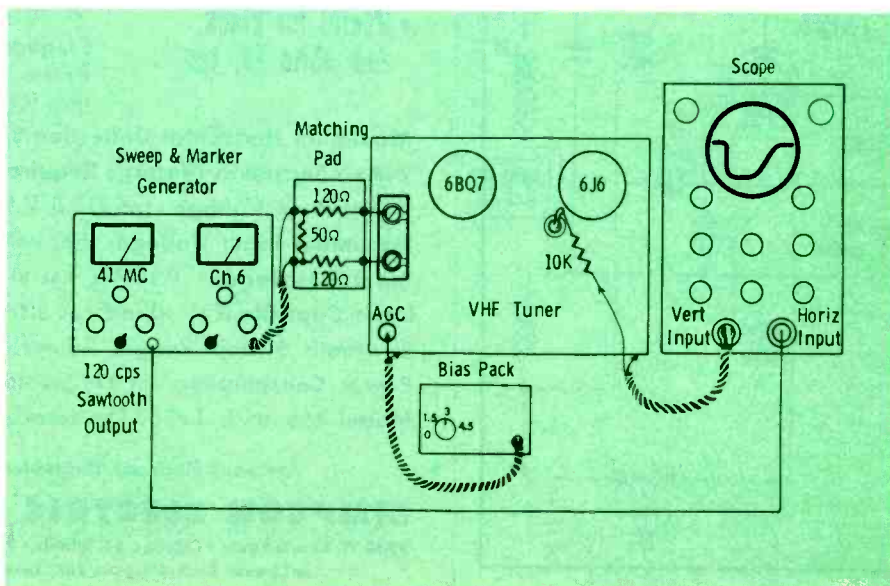 Scope
Matching
Pad
Sweep & Marker
Generator
120Ω
50Ω
120Ω
6BQ7
6J6
41 MC
Ch 6
10K
AGC
VHF Tuner
Vert
Input
Horiz
Input
120 cps
Sawtooth
Output
Bias Pack
0
1.5
3
4.5